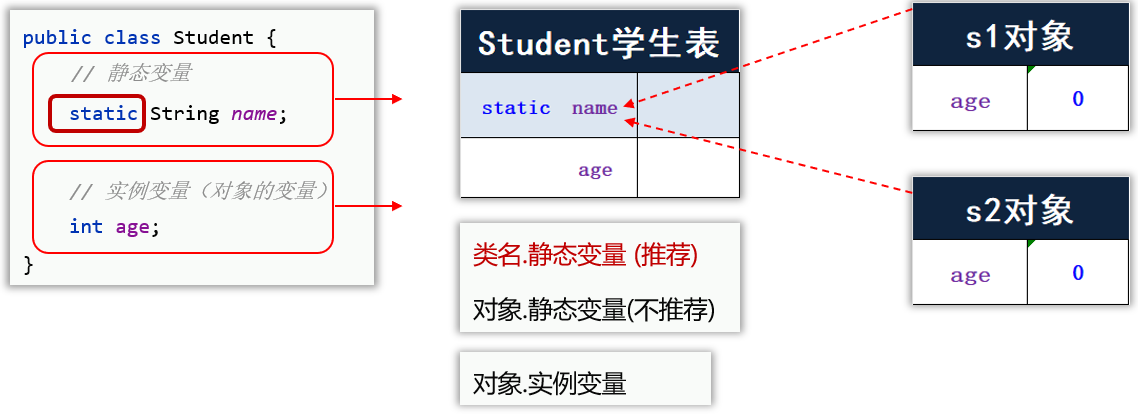 public class Student {
// 静态变量
static String name;
// 实例变量（对象的变量）
int age;
}
Student学生表
static name
age
类名.静态变量 (推荐)
对象.静态变量(不推荐)
对象.实例变量
s1对象
age 0
s2对象
age 0